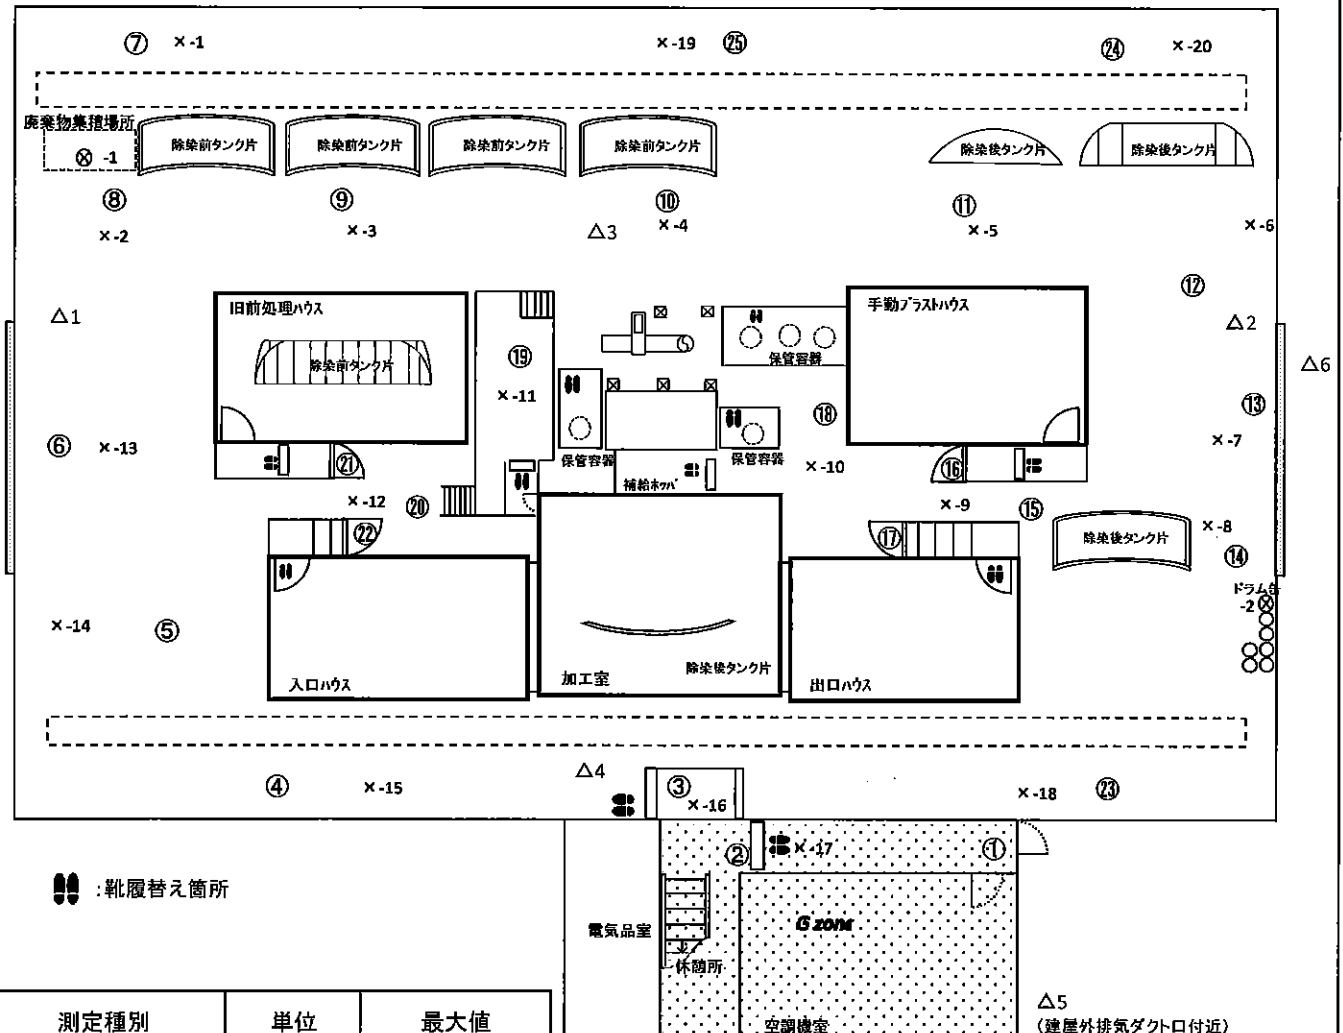 ⑦ ×-1 ×-19 ㉕ ㉔ ×-20
廃棄物集積場所
⊗ -1
除染前タンク片 除染前タンク片 除染前タンク片 除染前タンク片 除染後タンク片 除染後タンク片
⑧ ⑨ ⑩ ⑪
×-2 ×-3 △3 ×-4 ×-5 ×-6
⑫
△1 旧前処理ハウス 手動ブラストハウス △2
除染前タンク片 ⑲ 保管容器 △6
×-11 ⑱ ⑬
⑥ ×-13 ×-7
㉑ 保管容器 保管容器 ×-10 ⑯
補給ホッパ
×-12 ⑳ ×-9 ⑮
㉒ ⑰ 除染後タンク片 ×-8
⑭
ドラム缶
-2 ⊗
×-14 ⑤
入口ハウス 加工室 除染後タンク片 出口ハウス
④ ×-15 △4 ③ ×-16 ×-18 ㉓
② ×-17 ①
:靴履替え箇所
電気品室 G zone
休憩所
測定種別 単位 最大値 空調機室 △5
(建屋外排気ダクト口付近)